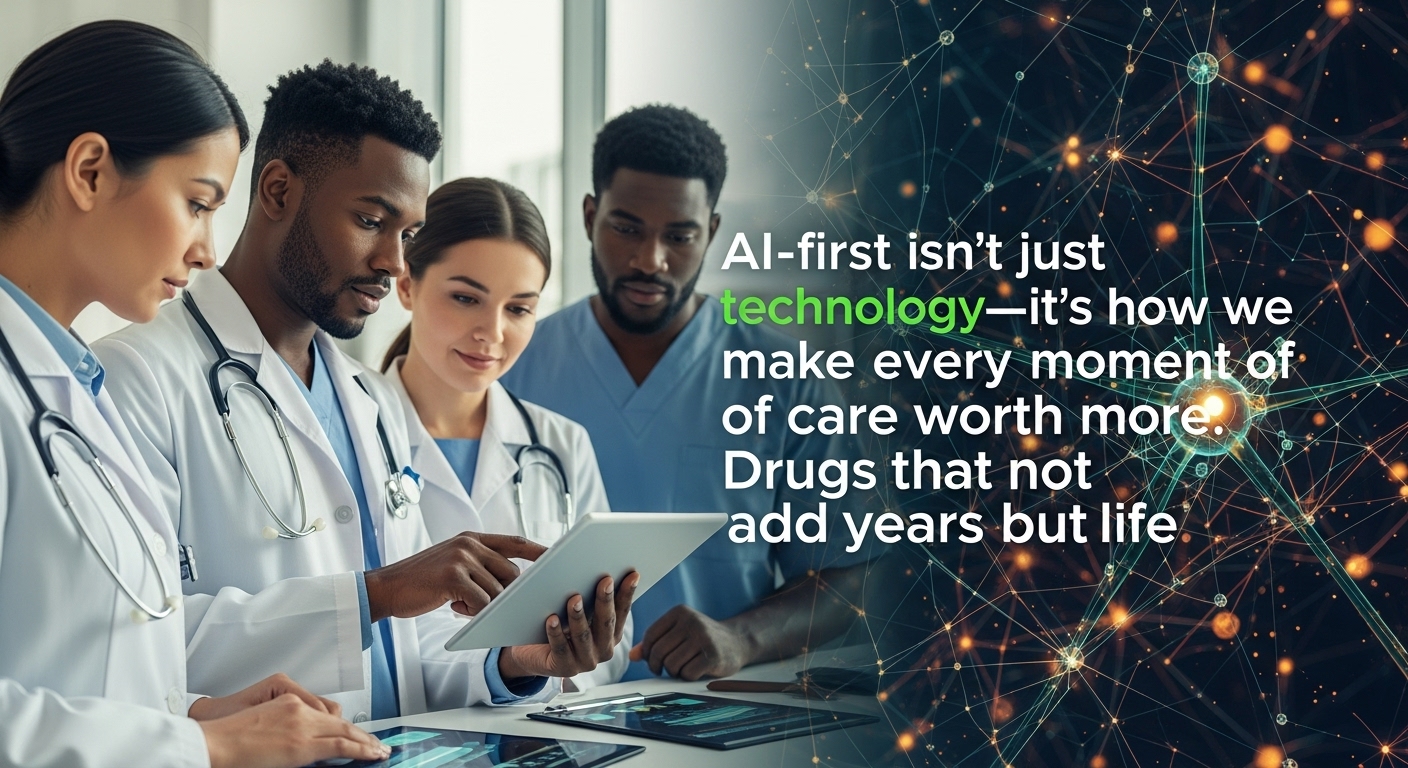 AI-first isn’t just
technology—it’s how we
make every moment of
of care worth more.
Drugs that not
add years but life